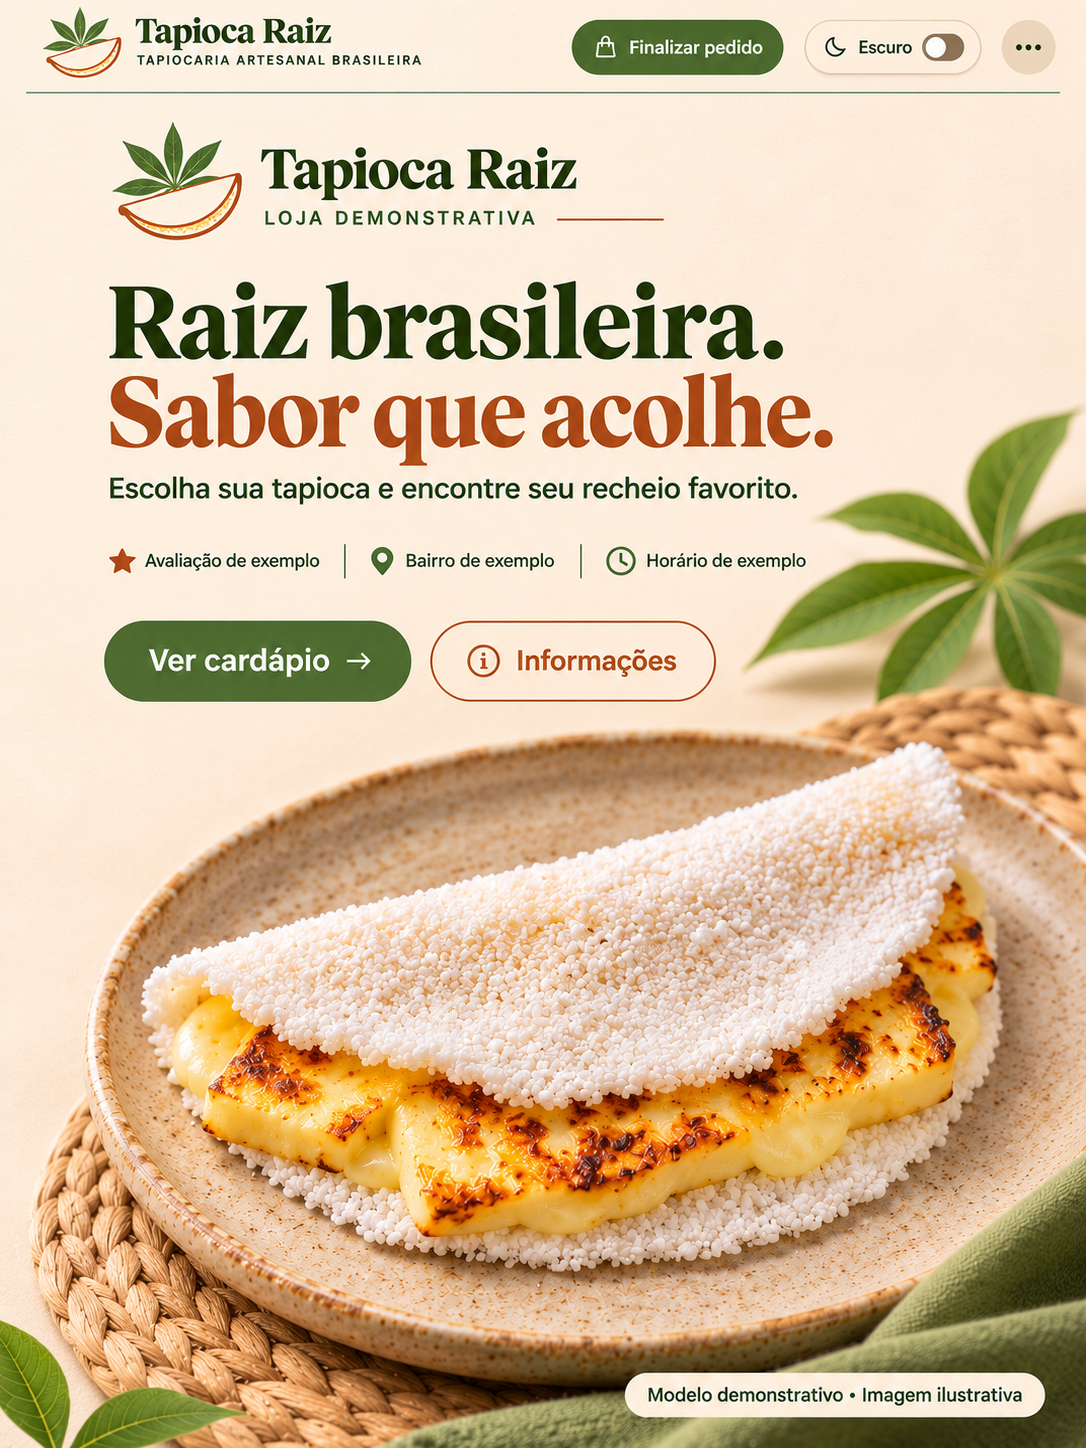 Tapioca Raiz
TAPIOCARIA ARTESANAL BRASILEIRA
Finalizar pedido
Escuro
Tapioca Raiz
LOJA DEMONSTRATIVA
Raiz brasileira.
Sabor que acolhe.
Escolha sua tapioca e encontre seu recheio favorito.
Avaliação de exemplo
Bairro de exemplo
Horário de exemplo
Ver cardápio →
Informações
Modelo demonstrativo • Imagem ilustrativa